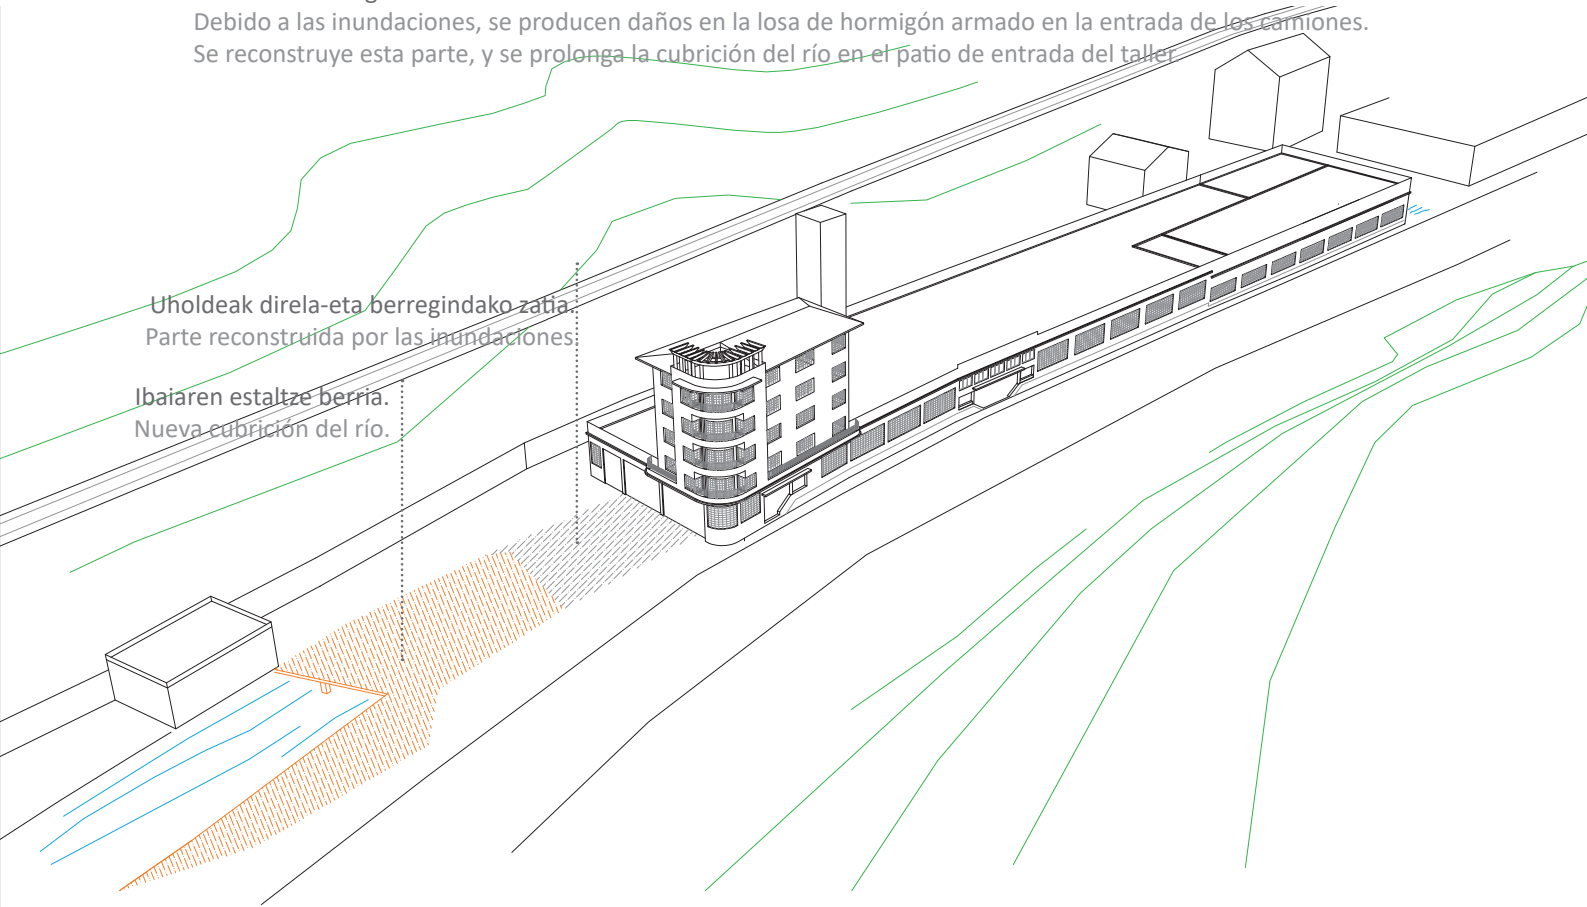 Debido a las inundaciones, se producen daños en la losa de hormigón armado en la entrada de los camiones.
Se reconstruye esta parte, y se prolonga la cubrición del río en el patio de entrada del taller.
Uholdeak direla-eta berregindako zatia.
Parte reconstruida por las inundaciones.
Ibaiaren estaltze berria.
Nueva cubrición del río.